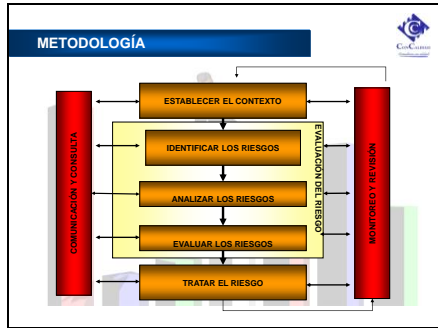 METODOLOGÍA
CONCALIDAD
ESTABLECER EL CONTEXTO
IDENTIFICAR LOS RIESGOS
ANALIZAR LOS RIESGOS
EVALUAR LOS RIESGOS
TRATAR EL RIESGO
COMUNICACIÓN Y CONSULTA
EVALUACIÓN DEL RIESGO
MONITOREO Y REVISIÓN